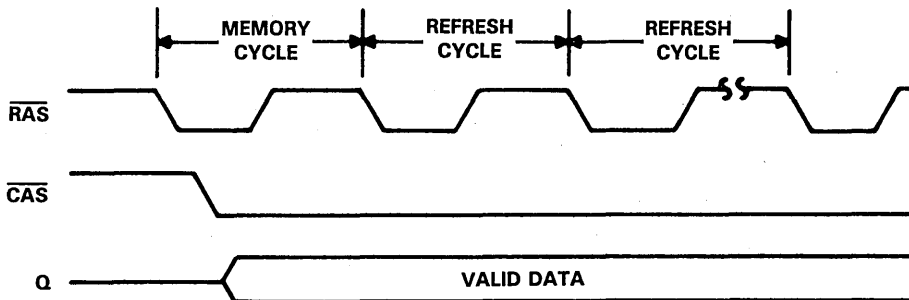 MEMORY CYCLE
REFRESH CYCLE
REFRESH CYCLE
RAS
CAS
Q
VALID DATA